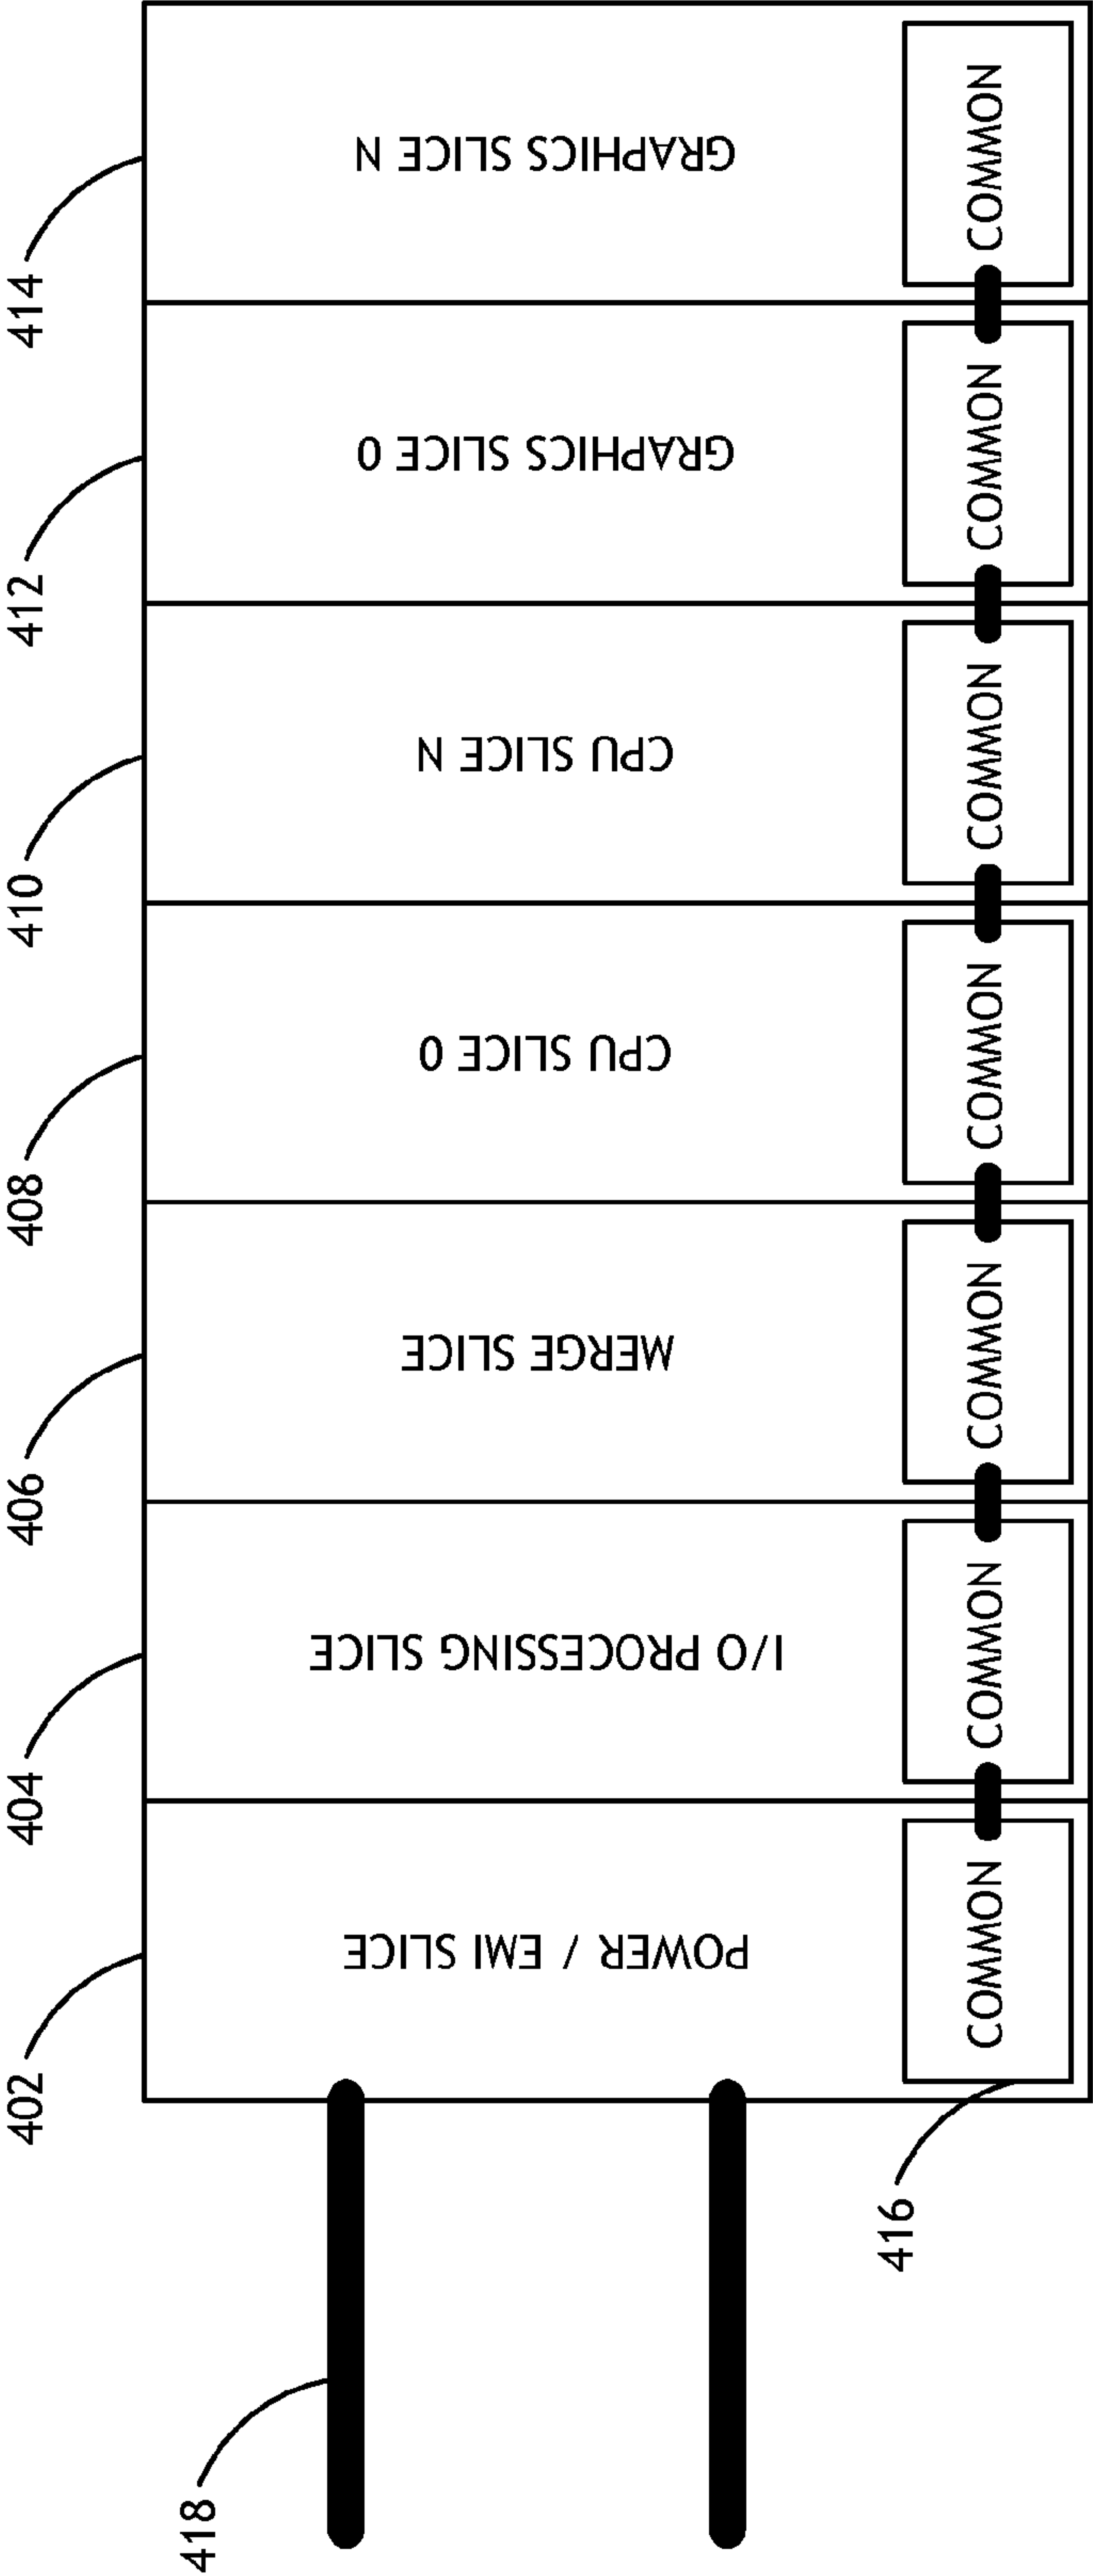 402
404
406
408
410
412
414
POWER / EMI SLICE
I/O PROCESSING SLICE
MERGE SLICE
CPU SLICE 0
CPU SLICE N
GRAPHICS SLICE 0
GRAPHICS SLICE N
COMMON
COMMON
COMMON
COMMON
COMMON
COMMON
COMMON
416
418